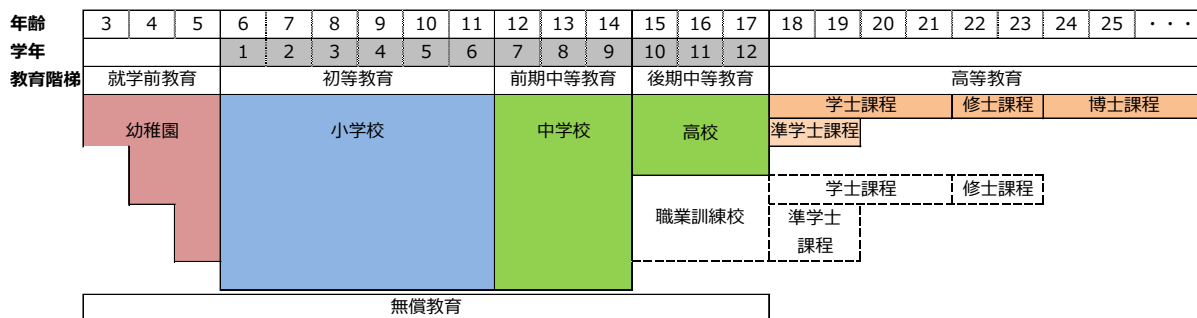 年齢 3 4 5 6 7 8 9 10 11 12 13 14 15 16 17 18 19 20 21 22 23 24 25 ・・・
学年 1 2 3 4 5 6 7 8 9 10 11 12
教育階梯 就学前教育 初等教育 前期中等教育 後期中等教育 高等教育
学士課程 修士課程 博士課程
幼稚園 小学校 中学校 高校 準学士課程
学士課程 修士課程
職業訓練校 準学士
課程
無償教育